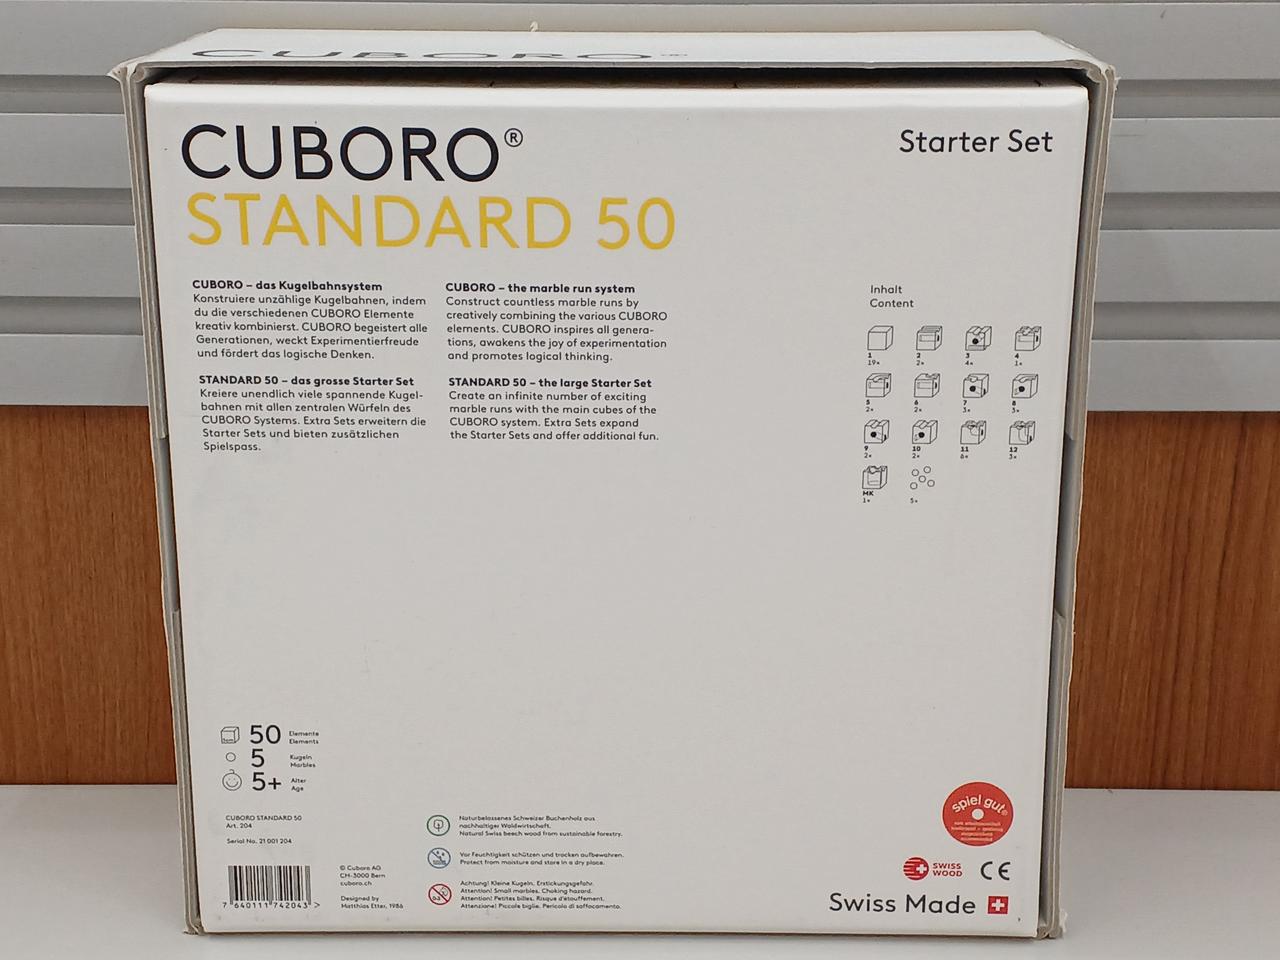 CUBORO
CUBORO®
STANDARD 50
Starter Set
CUBORO – das Kugelbahnsystem
Konstruiere unzählige Kugelbahnen, indem
du die verschiedenen CUBORO Elemente
kreativ kombinierst. CUBORO begeistert alle
Generationen, weckt Experimentierfreude
und fördert das logische Denken.
STANDARD 50 – das grosse Starter Set
Kreiere unendlich viele spannende Kugel-
bahnen mit allen zentralen Würfeln des
CUBORO Systems. Extra Sets erweitern die
Starter Sets und bieten zusätzlichen
Spielspass.
CUBORO – the marble run system
Construct countless marble runs by
creatively combining the various CUBORO
elements. CUBORO inspires all genera-
tions, awakens the joy of experimentation
and promotes logical thinking.
STANDARD 50 – the large Starter Set
Create an infinite number of exciting
marble runs with the main cubes of the
CUBORO system. Extra Sets expand
the Starter Sets and offer additional fun.
Inhalt
Content
1 2 3 4
19× 2× 4× 1×
5 6 7 8
2× 2× 3× 3×
9 10 11 12
2× 2× 6× 3×
MK
1× 5×
50 Elemente
Elements
5 Kugeln
Marbles
5+ Alter
Age
CUBORO STANDARD 50
Art. 204
Serial No. 21 001 204
7 640111 742043 >
© Cuboro AG
CH-3000 Bern
cuboro.ch
Designed by
Matthias Etter, 1986
Naturbelassenes Schweizer Buchenholz aus
nachhaltiger Waldwirtschaft.
Natural Swiss beech wood from sustainable forestry.
Vor Feuchtigkeit schützen und trocken aufbewahren.
Protect from moisture and store in a dry place.
0-3
Achtung! Kleine Kugeln. Erstickungsgefahr.
Attention! Small marbles. Choking hazard.
Attention! Petites billes. Risque d'étouffement.
Attenzione! Piccole biglie. Pericolo di soffocamento.
spiel gut®
SWISS
WOOD
CE
Swiss Made